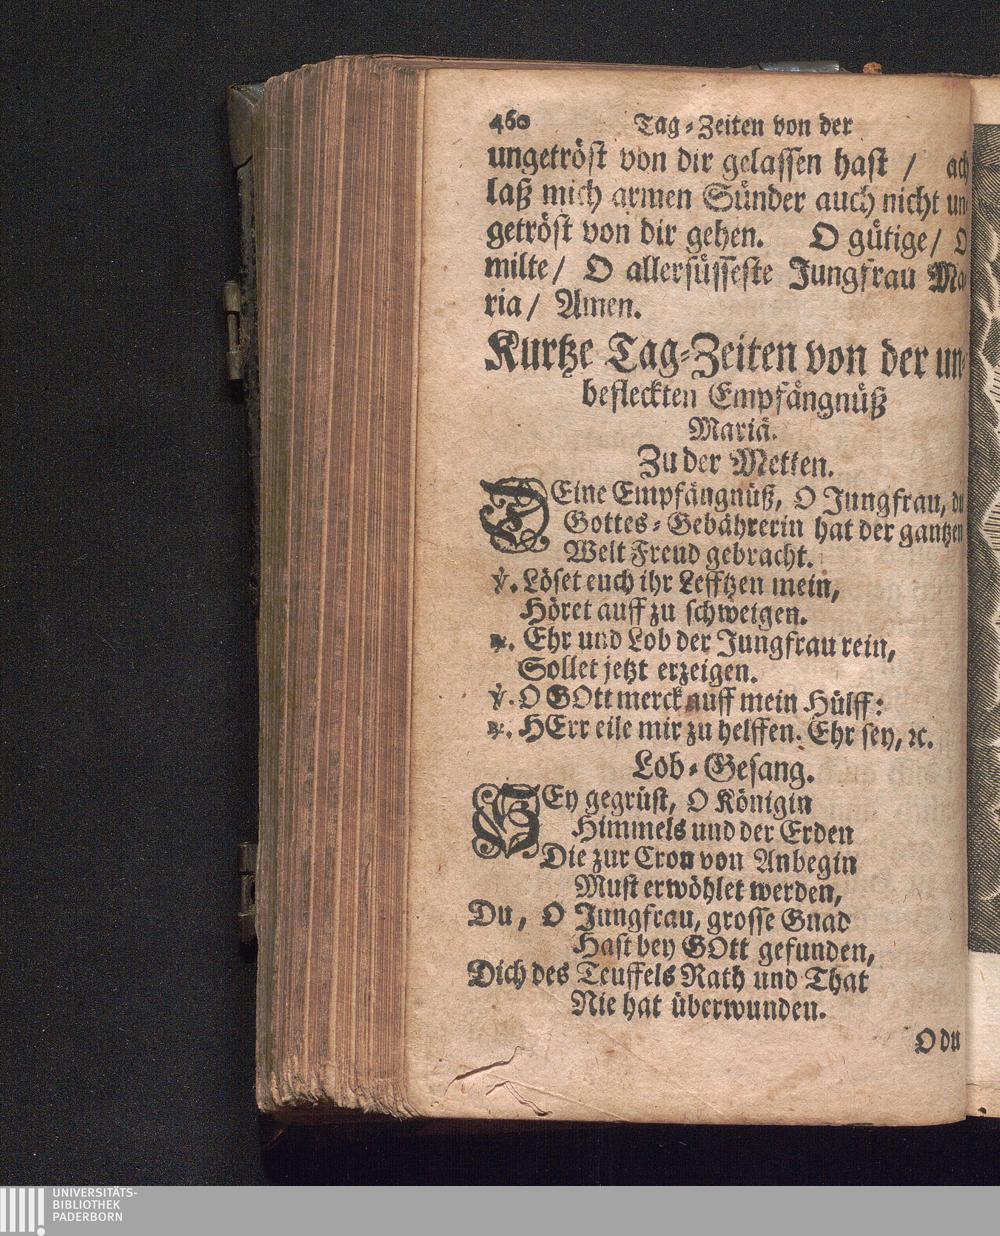 460 Tag-Zeiten von der
ungetröst von dir gelassen hast / ach
laß mich armen Sünder auch nicht un-
getröst von dir gehen. O gütige/ O
milte/ O allersüsseste Jungfrau Ma-
ria/ Amen.
Kurtze Tag-Zeiten von der un-
befleckten Empfängnüß
Mariä.
Zu der Metten.
DEine Empfängnüß, O Jungfrau, du
Gottes-Gebährerin hat der gantzen
Welt Freud gebracht.
℣. Löset euch ihr Lefftzen mein,
Höret auff zu schweigen.
℟. Ehr und Lob der Jungfrau rein,
Sollet jetzt erzeigen.
℣. O GOtt merck auff mein Hülff:
℟. HErr eile mir zu helffen. Ehr sey, ꝛc.
Lob-Gesang.
SEy gegrüst, O Königin
Himmels und der Erden
Die zur Cron von Anbegin
Must erwöhlet werden,
Du, O Jungfrau, grosse Gnad
Hast bey GOtt gefunden,
Dich des Teuffels Rath und That
Nie hat überwunden.
O du
UNIVERSITÄTS-
BIBLIOTHEK
PADERBORN